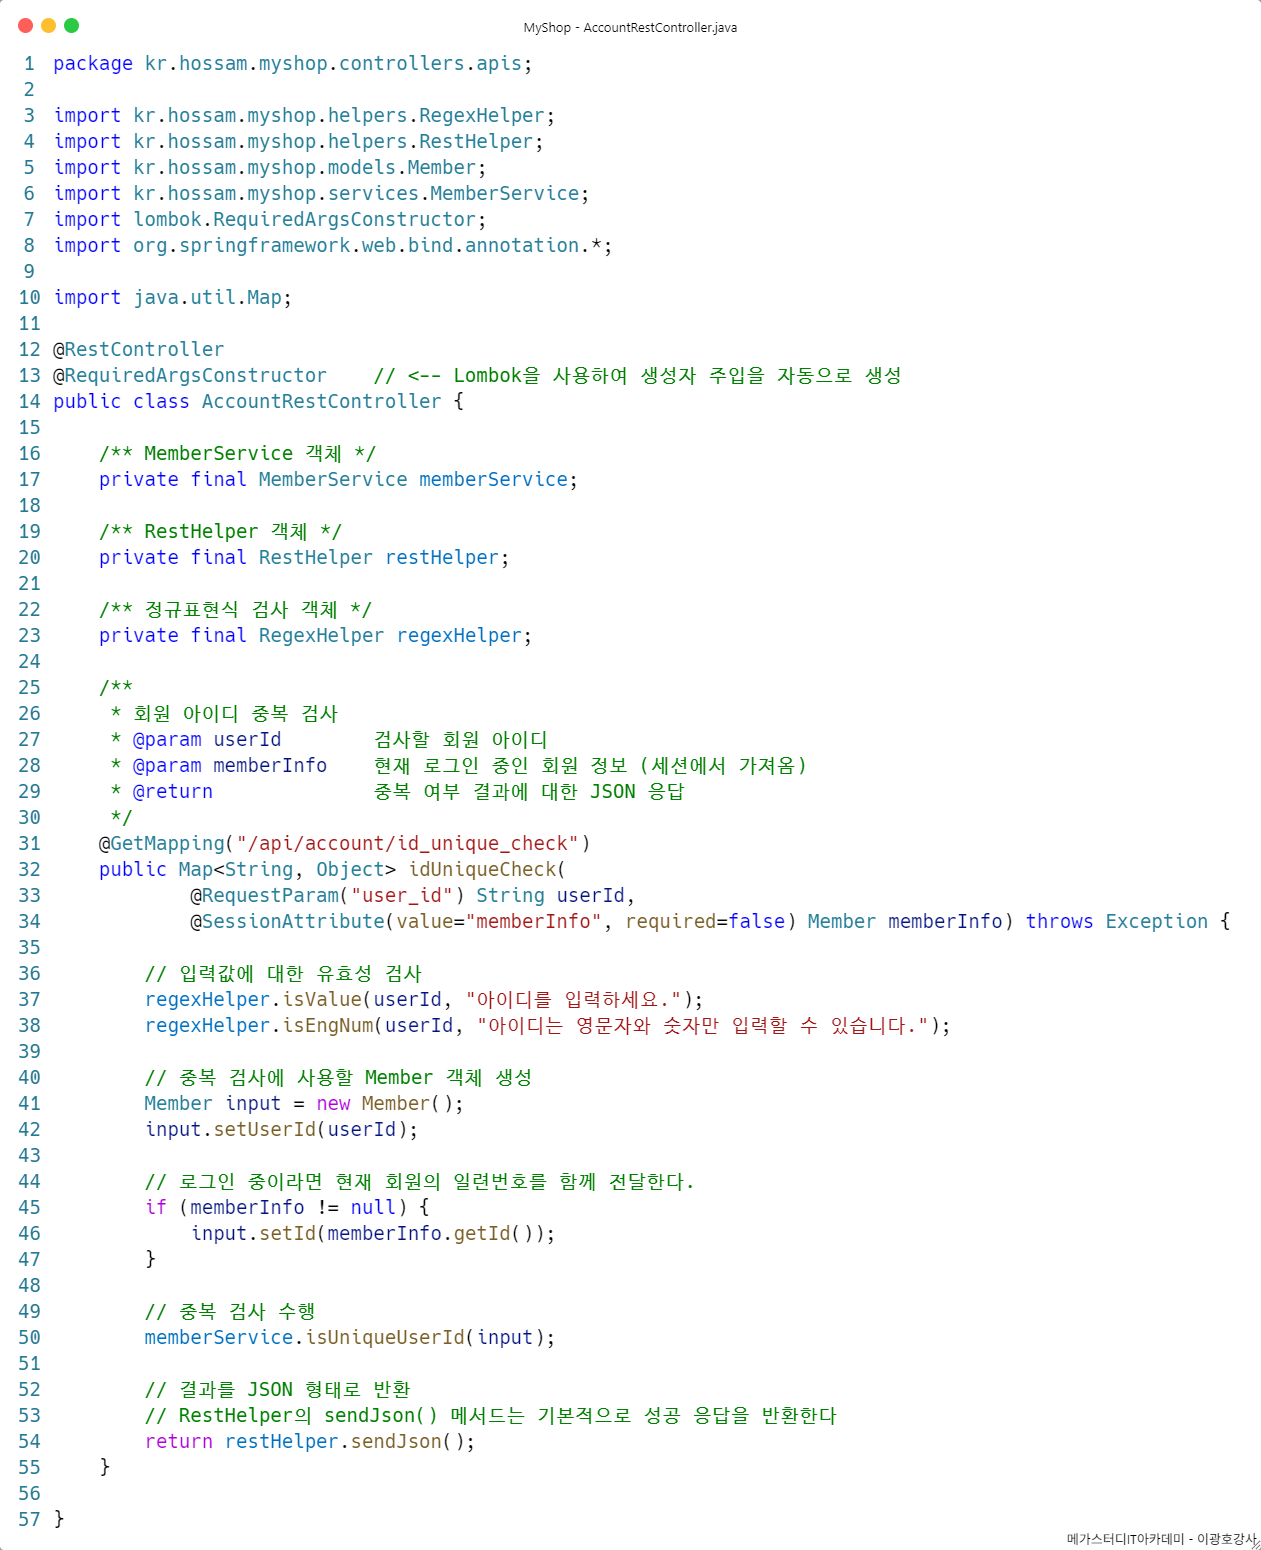 MyShop - AccountRestController.java
1 package kr.hossam.myshop.controllers.apis;
2
3 import kr.hossam.myshop.helpers.RegexHelper;
4 import kr.hossam.myshop.helpers.RestHelper;
5 import kr.hossam.myshop.models.Member;
6 import kr.hossam.myshop.services.MemberService;
7 import lombok.RequiredArgsConstructor;
8 import org.springframework.web.bind.annotation.*;
9
10 import java.util.Map;
11
12 @RestController
13 @RequiredArgsConstructor    // <-- Lombok을 사용하여 생성자 주입을 자동으로 생성
14 public class AccountRestController {
15
16     /** MemberService 객체 */
17     private final MemberService memberService;
18
19     /** RestHelper 객체 */
20     private final RestHelper restHelper;
21
22     /** 정규표현식 검사 객체 */
23     private final RegexHelper regexHelper;
24
25     /**
26      * 회원 아이디 중복 검사
27      * @param userId        검사할 회원 아이디
28      * @param memberInfo    현재 로그인 중인 회원 정보 (세션에서 가져옴)
29      * @return              중복 여부 결과에 대한 JSON 응답
30      */
31     @GetMapping("/api/account/id_unique_check")
32     public Map<String, Object> idUniqueCheck(
33             @RequestParam("user_id") String userId,
34             @SessionAttribute(value="memberInfo", required=false) Member memberInfo) throws Exception {
35
36         // 입력값에 대한 유효성 검사
37         regexHelper.isValue(userId, "아이디를 입력하세요.");
38         regexHelper.isEngNum(userId, "아이디는 영문자와 숫자만 입력할 수 있습니다.");
39
40         // 중복 검사에 사용할 Member 객체 생성
41         Member input = new Member();
42         input.setUserId(userId);
43
44         // 로그인 중이라면 현재 회원의 일련번호를 함께 전달한다.
45         if (memberInfo != null) {
46             input.setId(memberInfo.getId());
47         }
48
49         // 중복 검사 수행
50         memberService.isUniqueUserId(input);
51
52         // 결과를 JSON 형태로 반환
53         // RestHelper의 sendJson() 메서드는 기본적으로 성공 응답을 반환한다
54         return restHelper.sendJson();
55     }
56
57 }
메가스터디IT아카데미 - 이광호강사